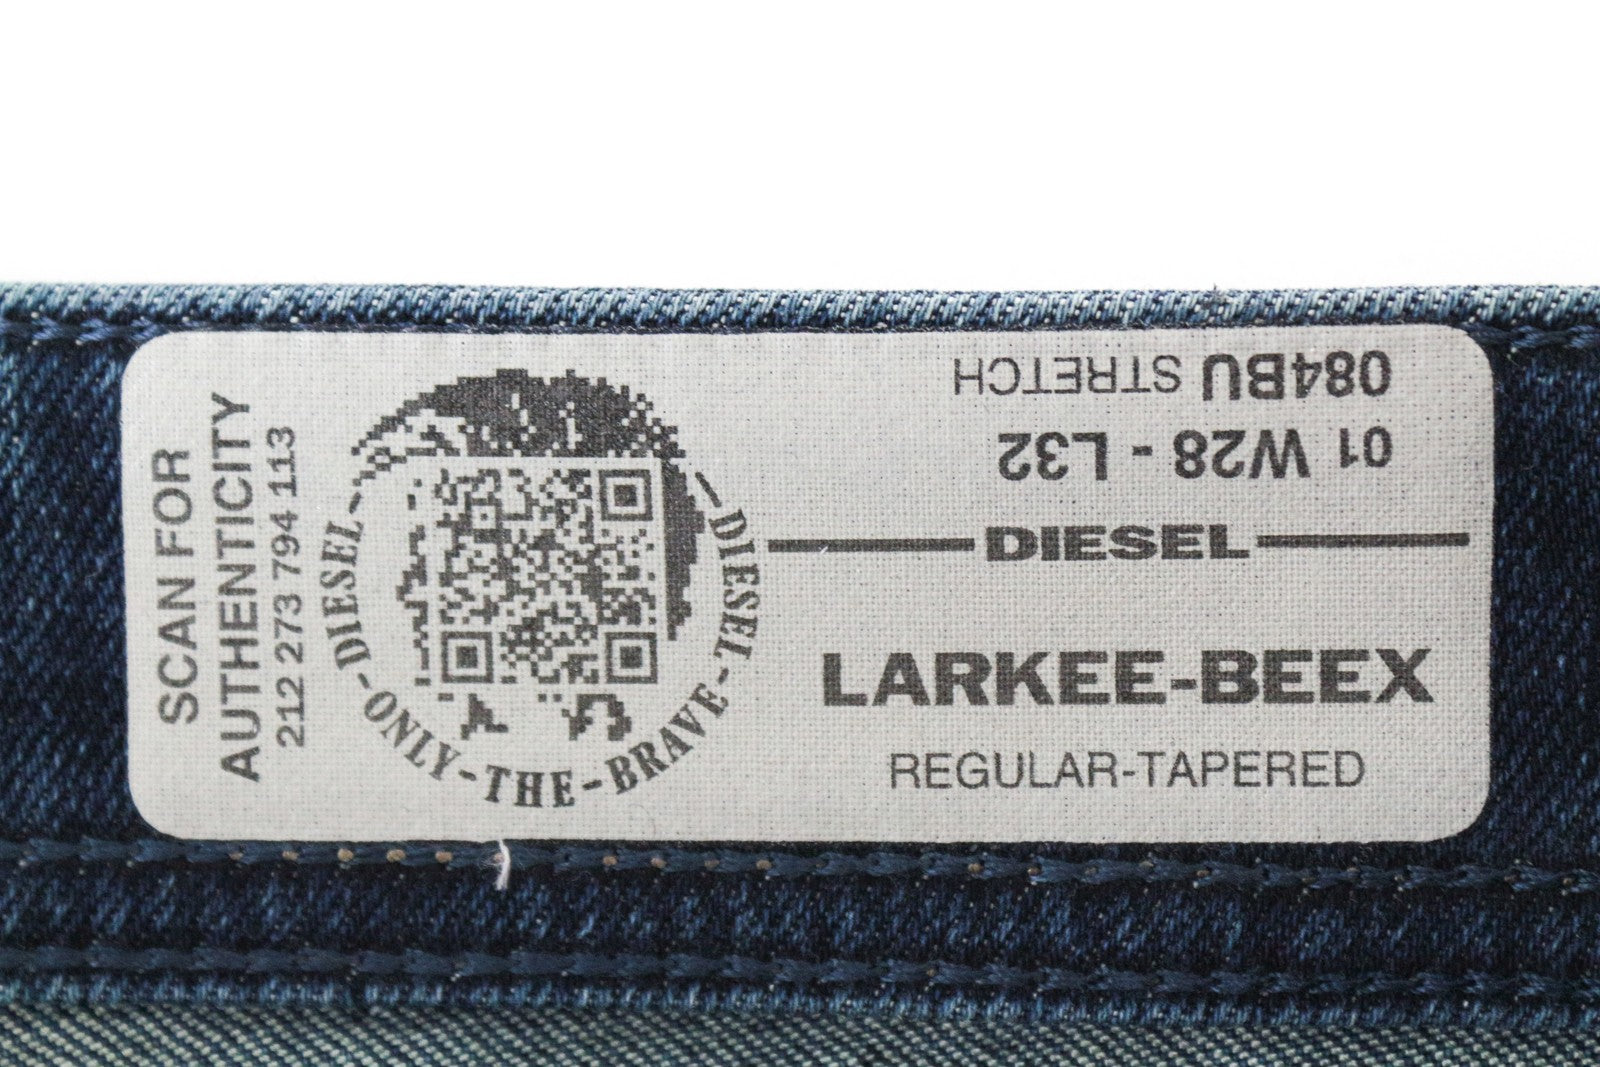 SCAN FOR
AUTHENTICITY
212 273 794 113
DIESEL-ONLY-THE-BRAVE-DIESEL
084BU STRETCH
01 W28 - L32
DIESEL
LARKEE-BEEX
REGULAR-TAPERED